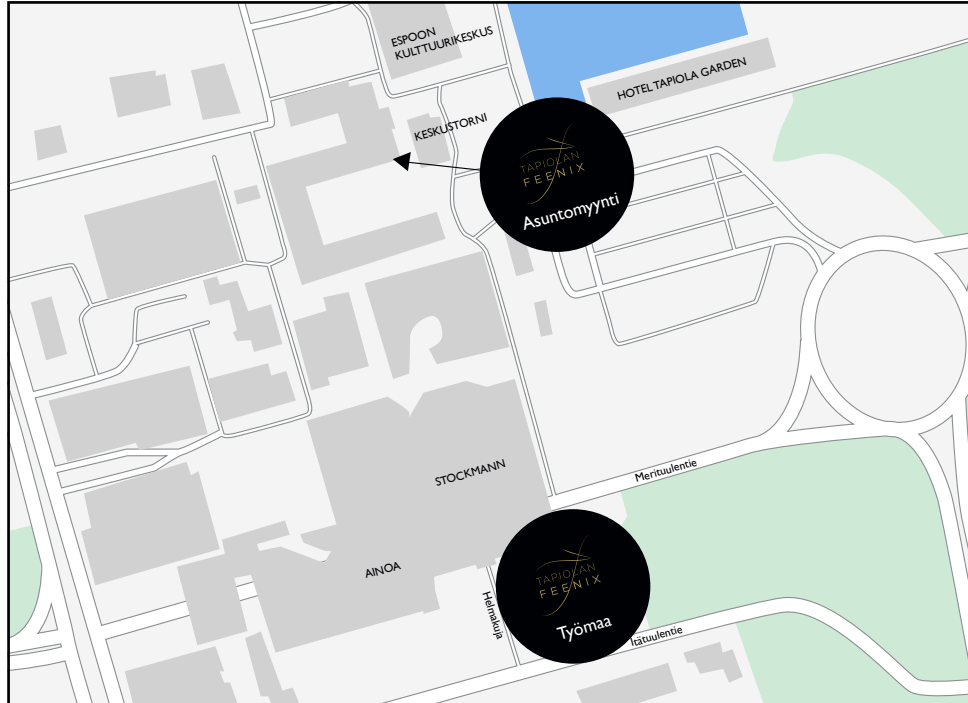 ESPOON
KULTTUURIKESKUS
HOTEL TAPIOLA GARDEN
KESKUSTORNI
TAPIOLAN
FEENIX
Asuntomyynti
STOCKMANN
Merituulentie
AINOA
TAPIOLAN
FEENIX
Työmaa
Helmakuja
Itätuulentie